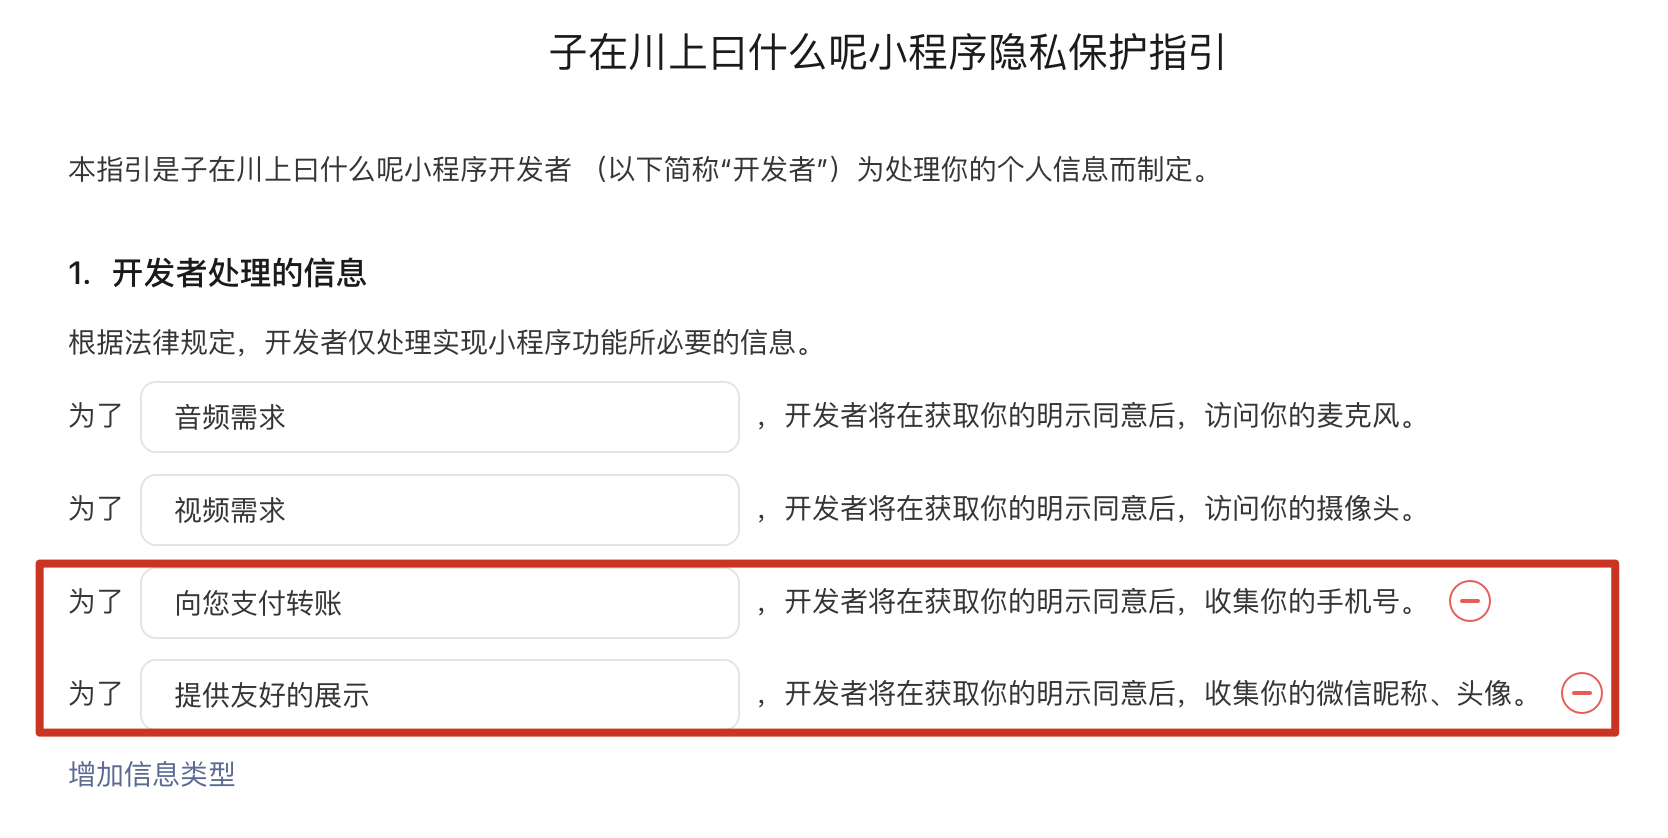 子在川上曰什么呢小程序隐私保护指引
本指引是子在川上曰什么呢小程序开发者 （以下简称“开发者”）为处理你的个人信息而制定。
1. 开发者处理的信息
根据法律规定，开发者仅处理实现小程序功能所必要的信息。
为了 音频需求 ，开发者将在获取你的明示同意后，访问你的麦克风。
为了 视频需求 ，开发者将在获取你的明示同意后，访问你的摄像头。
为了 向您支付转账 ，开发者将在获取你的明示同意后，收集你的手机号。
为了 提供友好的展示 ，开发者将在获取你的明示同意后，收集你的微信昵称、头像。
增加信息类型